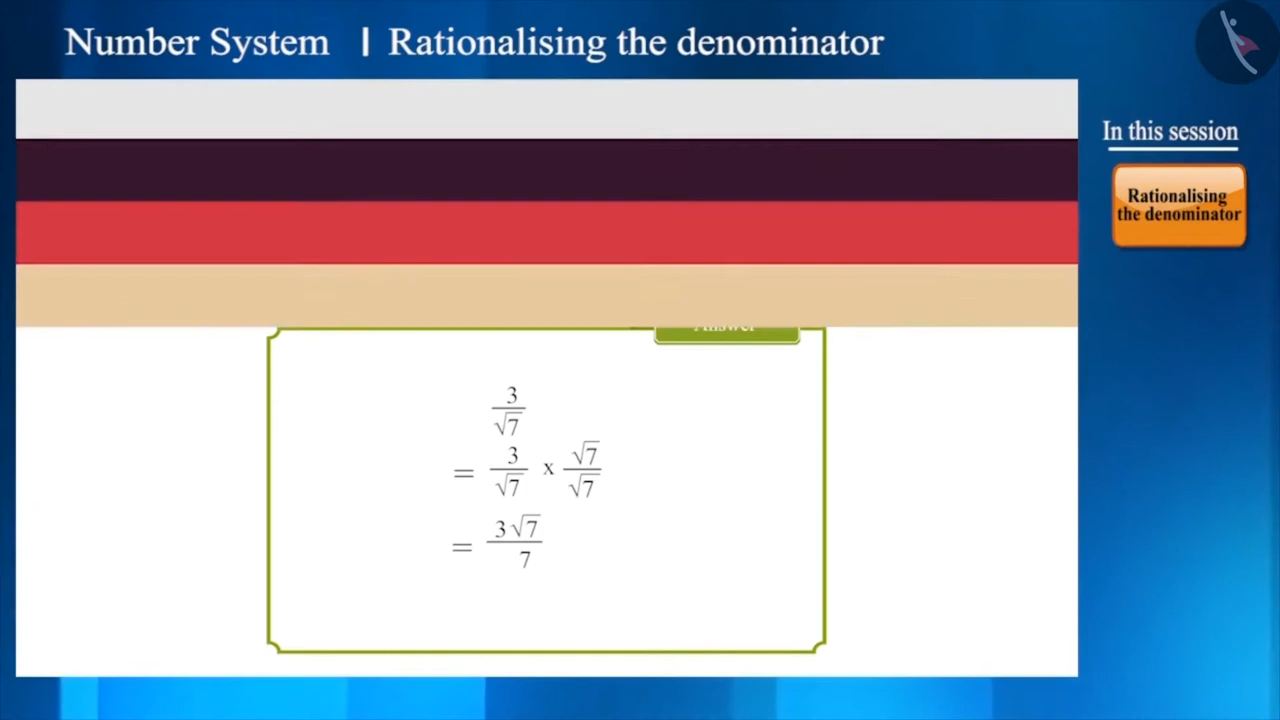 Number System | Rationalising the denominator
In this session
Rationalising
the denominator
Answer
3
√7
= 3/√7 x √7/√7
= 3√7/7